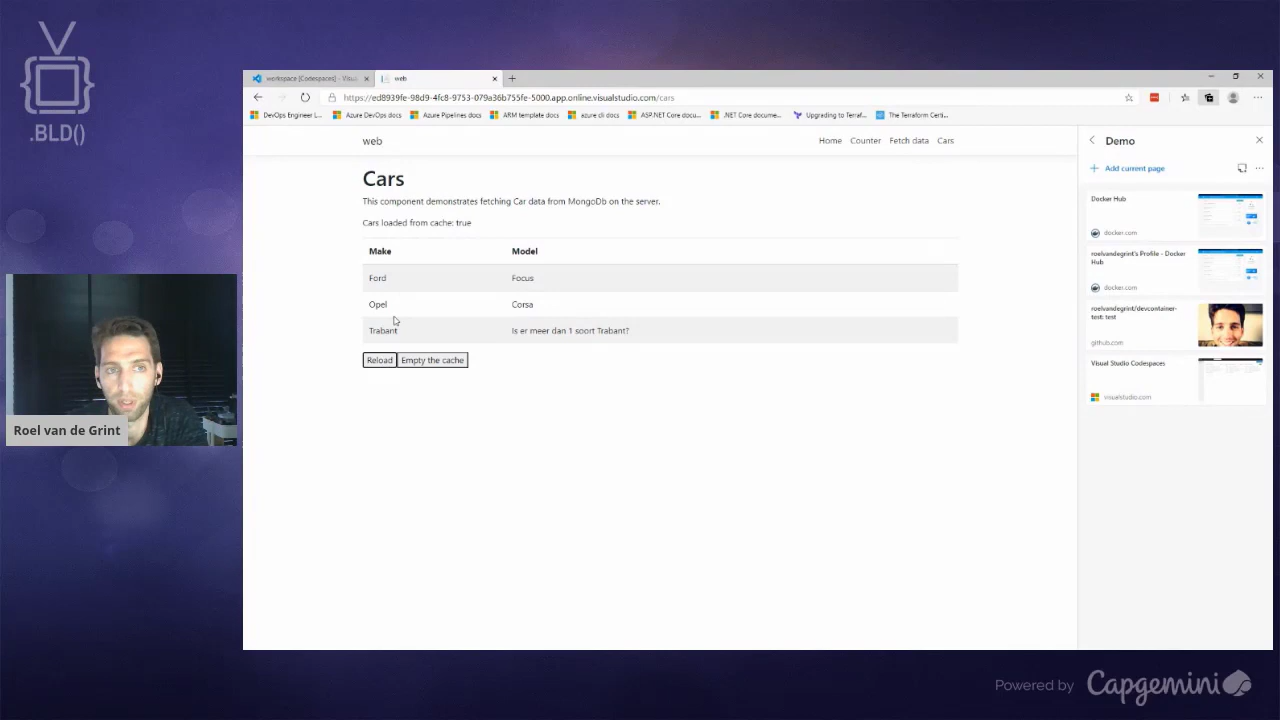 .BLD()
Roel van de Grint
workspace [Codespaces] - Visu
web
https://ed8939fe-98d9-4fc8-9753-079a36b755fe-5000.app.online.visualstudio.com/cars
DevOps Engineer L...
Azure DevOps docs
Azure Pipelines docs
ARM template docs
azure cli docs
ASP.NET Core docu...
.NET Core docume...
Upgrading to Terraf...
The Terraform Certi...
web
Home
Counter
Fetch data
Cars
Cars
This component demonstrates fetching Car data from MongoDb on the server.
Cars loaded from cache: true
Make Model
Ford Focus
Opel Corsa
Trabant Is er meer dan 1 soort Trabant?
Reload
Empty the cache
Demo
Add current page
Docker Hub
docker.com
roelvandegrint's Profile - Docker
Hub
docker.com
roelvandegrint/devcontainer-
test: test
github.com
Visual Studio Codespaces
visualstudio.com
Powered by
Capgemini